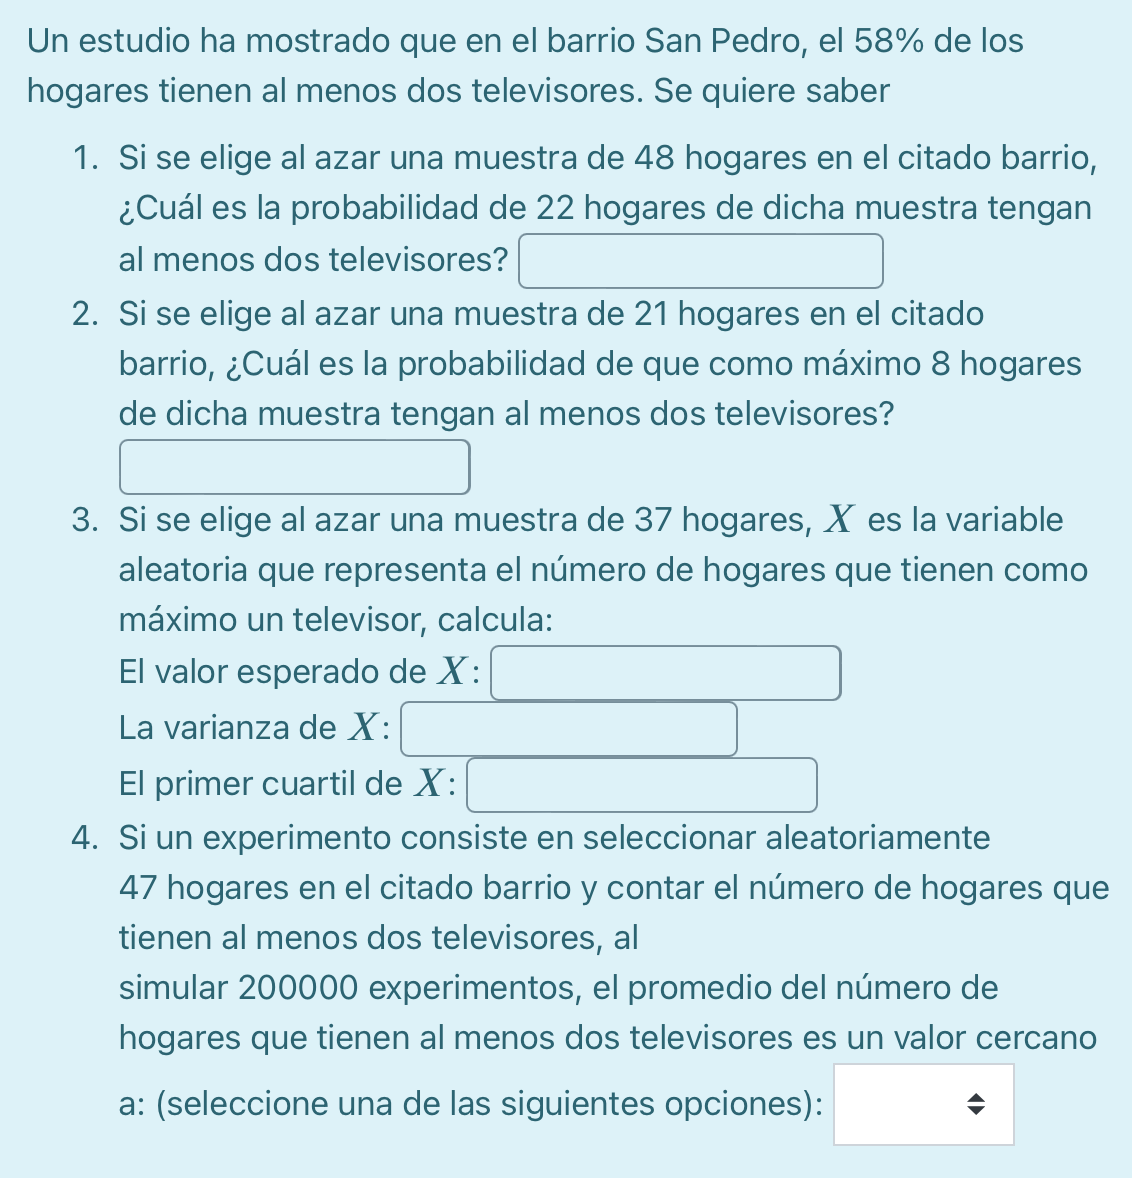 Un estudio ha mostrado que en el barrio San Pedro, el 58% de los
hogares tienen al menos dos televisores. Se quiere saber
1. Si se elige al azar una muestra de 48 hogares en el citado barrio,
¿Cuál es la probabilidad de 22 hogares de dicha muestra tengan
al menos dos televisores?
2. Si se elige al azar una muestra de 21 hogares en el citado
barrio, ¿Cuál es la probabilidad de que como máximo 8 hogares
de dicha muestra tengan al menos dos televisores?
3. Si se elige al azar una muestra de 37 hogares, X es la variable
aleatoria que representa el número de hogares que tienen como
máximo un televisor, calcula:
El valor esperado de X:
La varianza de X:
El primer cuartil de X:
4. Si un experimento consiste en seleccionar aleatoriamente
47 hogares en el citado barrio y contar el número de hogares que
tienen al menos dos televisores, al
simular 200000 experimentos, el promedio del número de
hogares que tienen al menos dos televisores es un valor cercano
a: (seleccione una de las siguientes opciones):